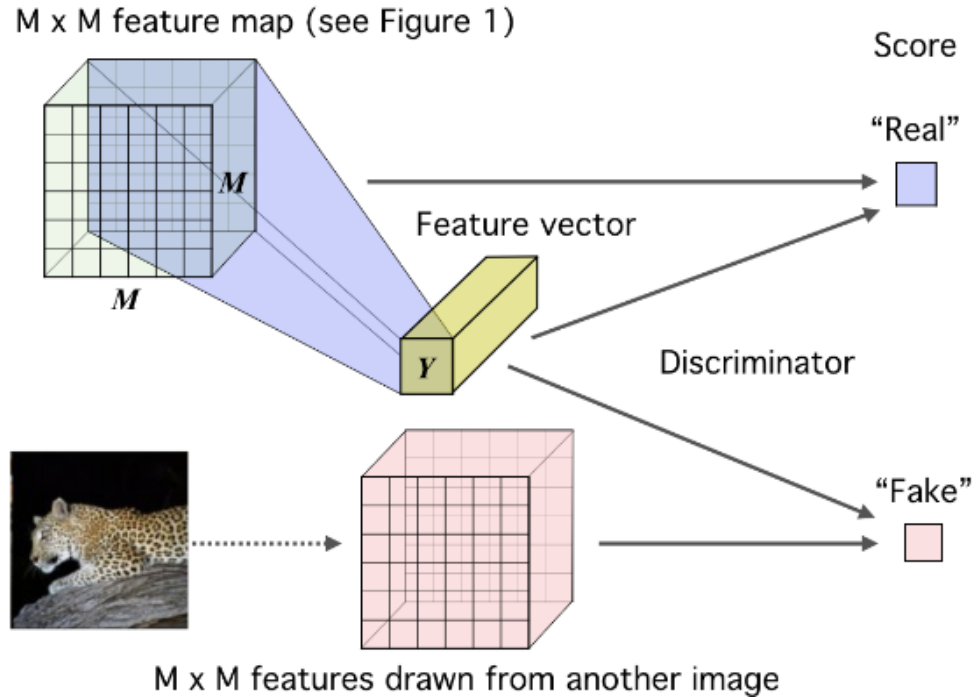 M x M feature map (see Figure 1)
Score
"Real"
M
Feature vector
M
Discriminator
Y
"Fake"
M x M features drawn from another image